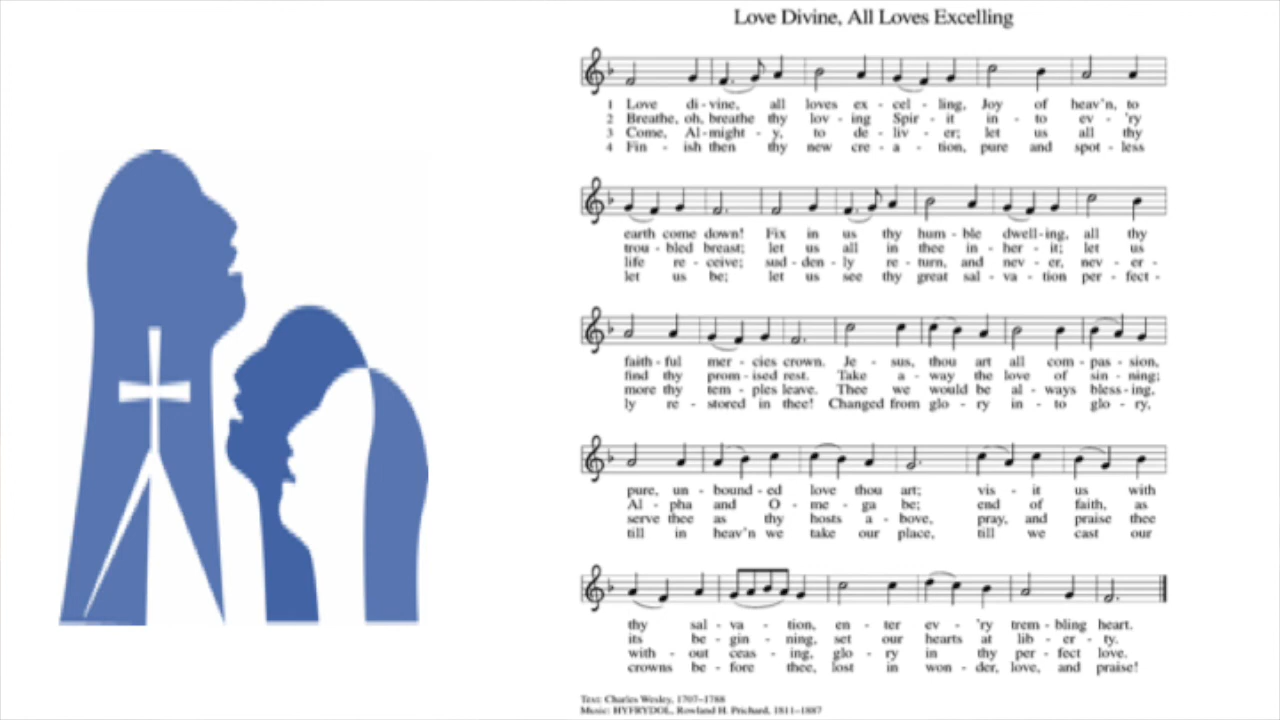 Love Divine, All Loves Excelling
1 Love di - vine, all loves ex - cel - ling, Joy of heav'n, to
2 Breathe, oh, breathe thy lov - ing Spir - it in - to ev - 'ry
3 Come, Al - might - y, to de - liv - er; let us all thy
4 Fin - ish then thy new cre - a - tion, pure and spot - less
earth come down! Fix in us thy hum - ble dwell - ing, all thy
trou - bled breast; let us all in thee in - her - it; let us
life re - ceive; sud - den - ly re - turn, and nev - er, nev - er -
let us be; let us see thy great sal - va - tion per - fect -
faith - ful mer - cies crown. Je - sus, thou art all com - pas - sion,
find thy prom - ised rest. Take a - way the love of sin - ning;
more thy tem - ples leave. Thee we would be al - ways bless - ing,
ly re - stored in thee! Changed from glo - ry in - to glo - ry,
pure, un - bound - ed love thou art; vis - it us with
Al - pha and O - me - ga be; end of faith, as
serve thee as thy hosts a - bove, pray, and praise thee
till in heav'n we take our place, till we cast our
thy sal - va - tion, en - ter ev - 'ry trem - bling heart.
its be - gin - ning, set our hearts at lib - er - ty.
with - out ceas - ing, glo - ry in thy per - fect love.
crowns be - fore thee, lost in won - der, love, and praise!
Text: Charles Wesley, 1707–1788
Music: HYFRYDOL, Rowland H. Prichard, 1811–1887